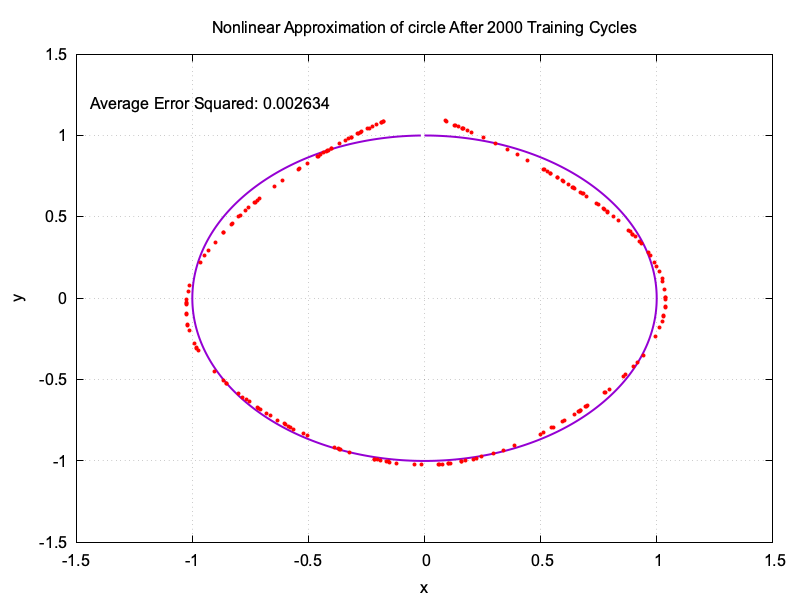 Nonlinear Approximation of circle After 2000 Training Cycles
1.5
Average Error Squared: 0.002634
1
0.5
y
0
-0.5
-1
-1.5
-1.5 -1 -0.5 0 0.5 1 1.5
x